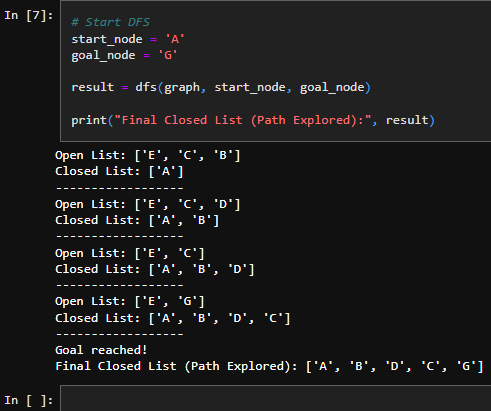 In [7]:
# Start DFS
start_node = 'A'
goal_node = 'G'
result = dfs(graph, start_node, goal_node)
print("Final Closed List (Path Explored):", result)
Open List: ['E', 'C', 'B']
Closed List: ['A']
------------------
Open List: ['E', 'C', 'D']
Closed List: ['A', 'B']
------------------
Open List: ['E', 'C']
Closed List: ['A', 'B', 'D']
------------------
Open List: ['E', 'G']
Closed List: ['A', 'B', 'D', 'C']
------------------
Goal reached!
Final Closed List (Path Explored): ['A', 'B', 'D', 'C', 'G']
In [ ]: